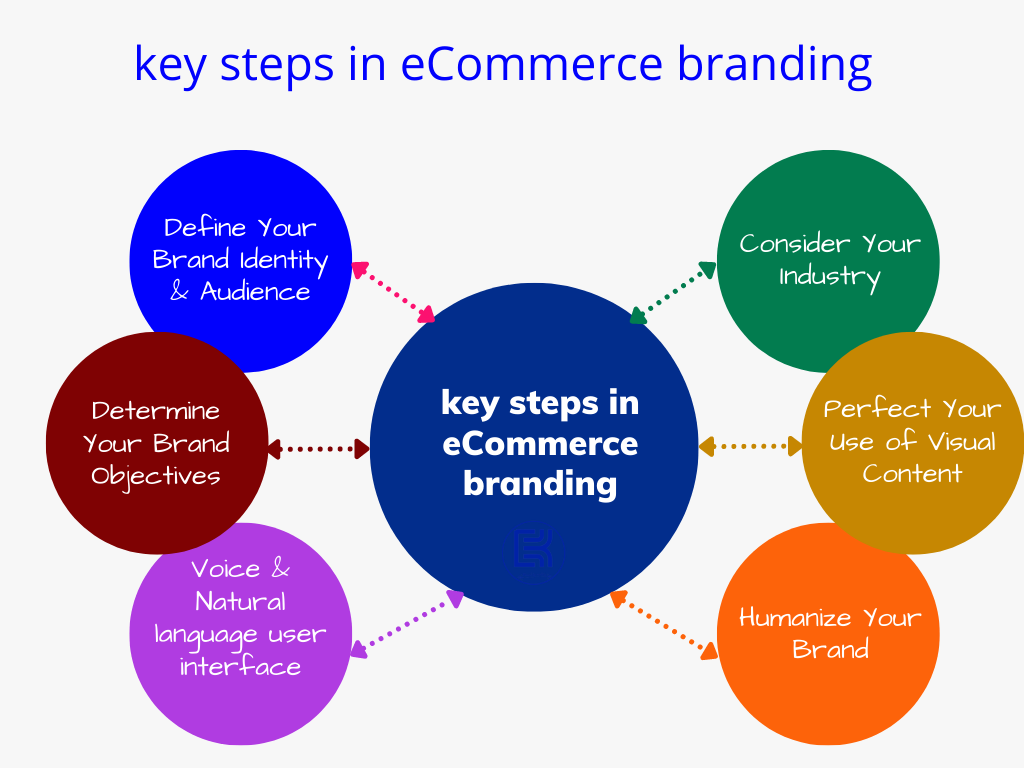 key steps in eCommerce branding
Define Your
Brand Identity
& Audience
Consider Your
Industry
Determine
Your Brand
Objectives
key steps in
eCommerce
branding
Perfect Your
Use of Visual
Content
Voice &
Natural
language user
interface
Humanize Your
Brand